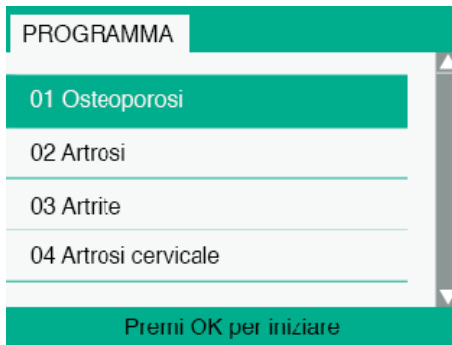 PROGRAMMA
01 Osteoporosi
02 Artrosi
03 Artrite
04 Artrosi cervicale
Premi OK per iniziare